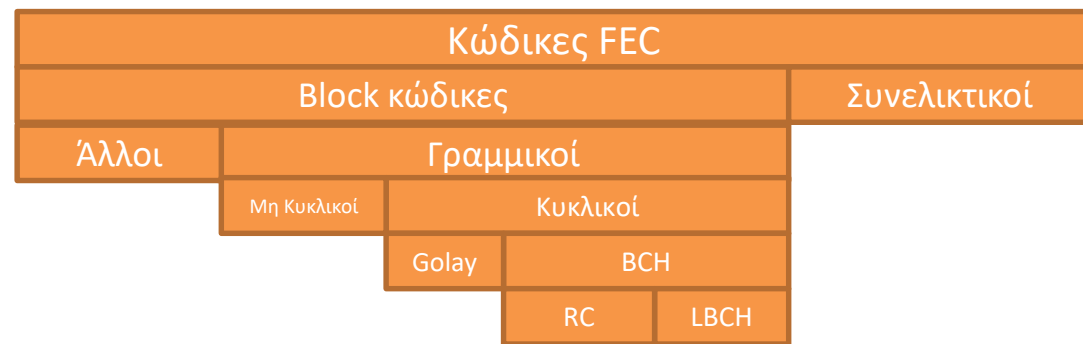 Κώδικες FEC
Block κώδικες
Συνελικτικοί
Άλλοι
Γραμμικοί
Μη Κυκλικοί
Κυκλικοί
Golay
BCH
RC
LBCH